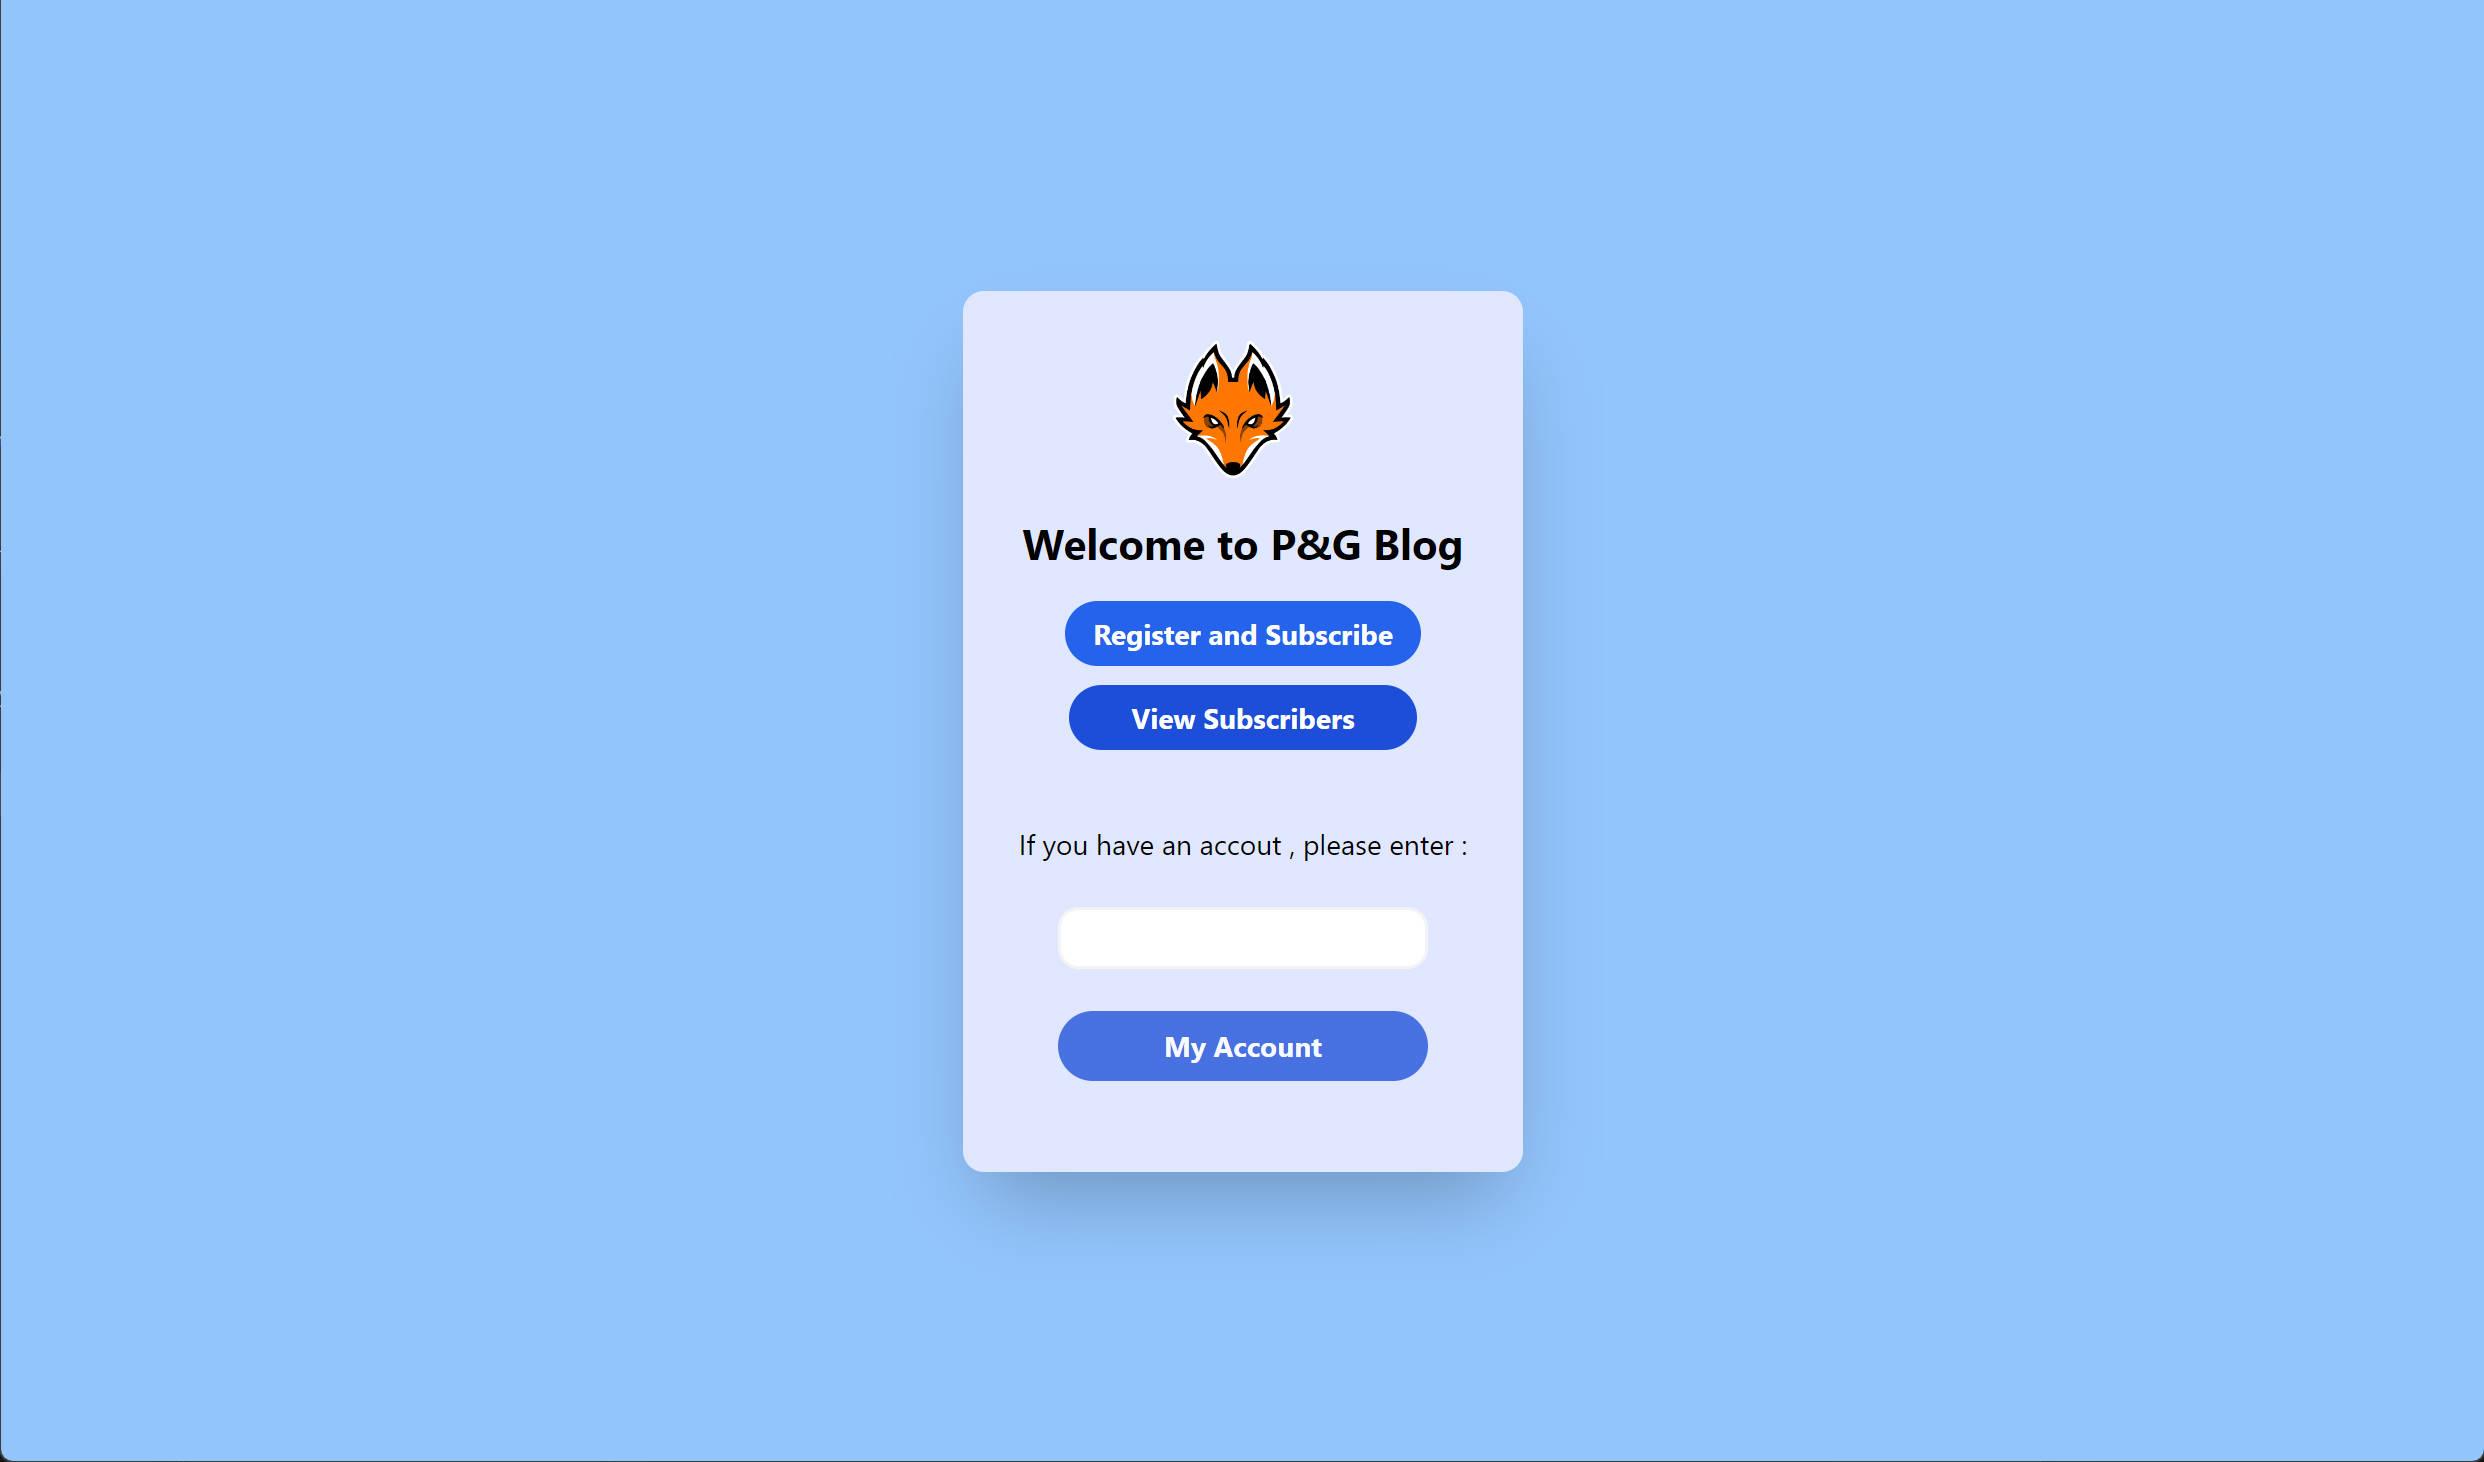 Welcome to P&G Blog
Register and Subscribe
View Subscribers
If you have an accout , please enter :
My Account